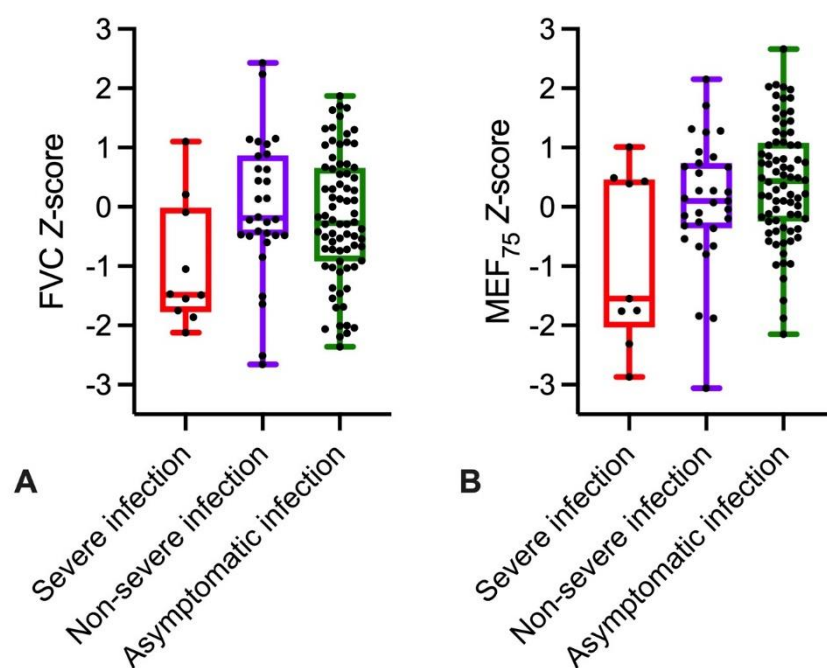 3
2
1
0
-1
-2
-3
FVC Z-score
Severe infection
Non-severe infection
Asymptomatic infection
A
3
2
1
0
-1
-2
-3
MEF75 Z-score
Severe infection
Non-severe infection
Asymptomatic infection
B